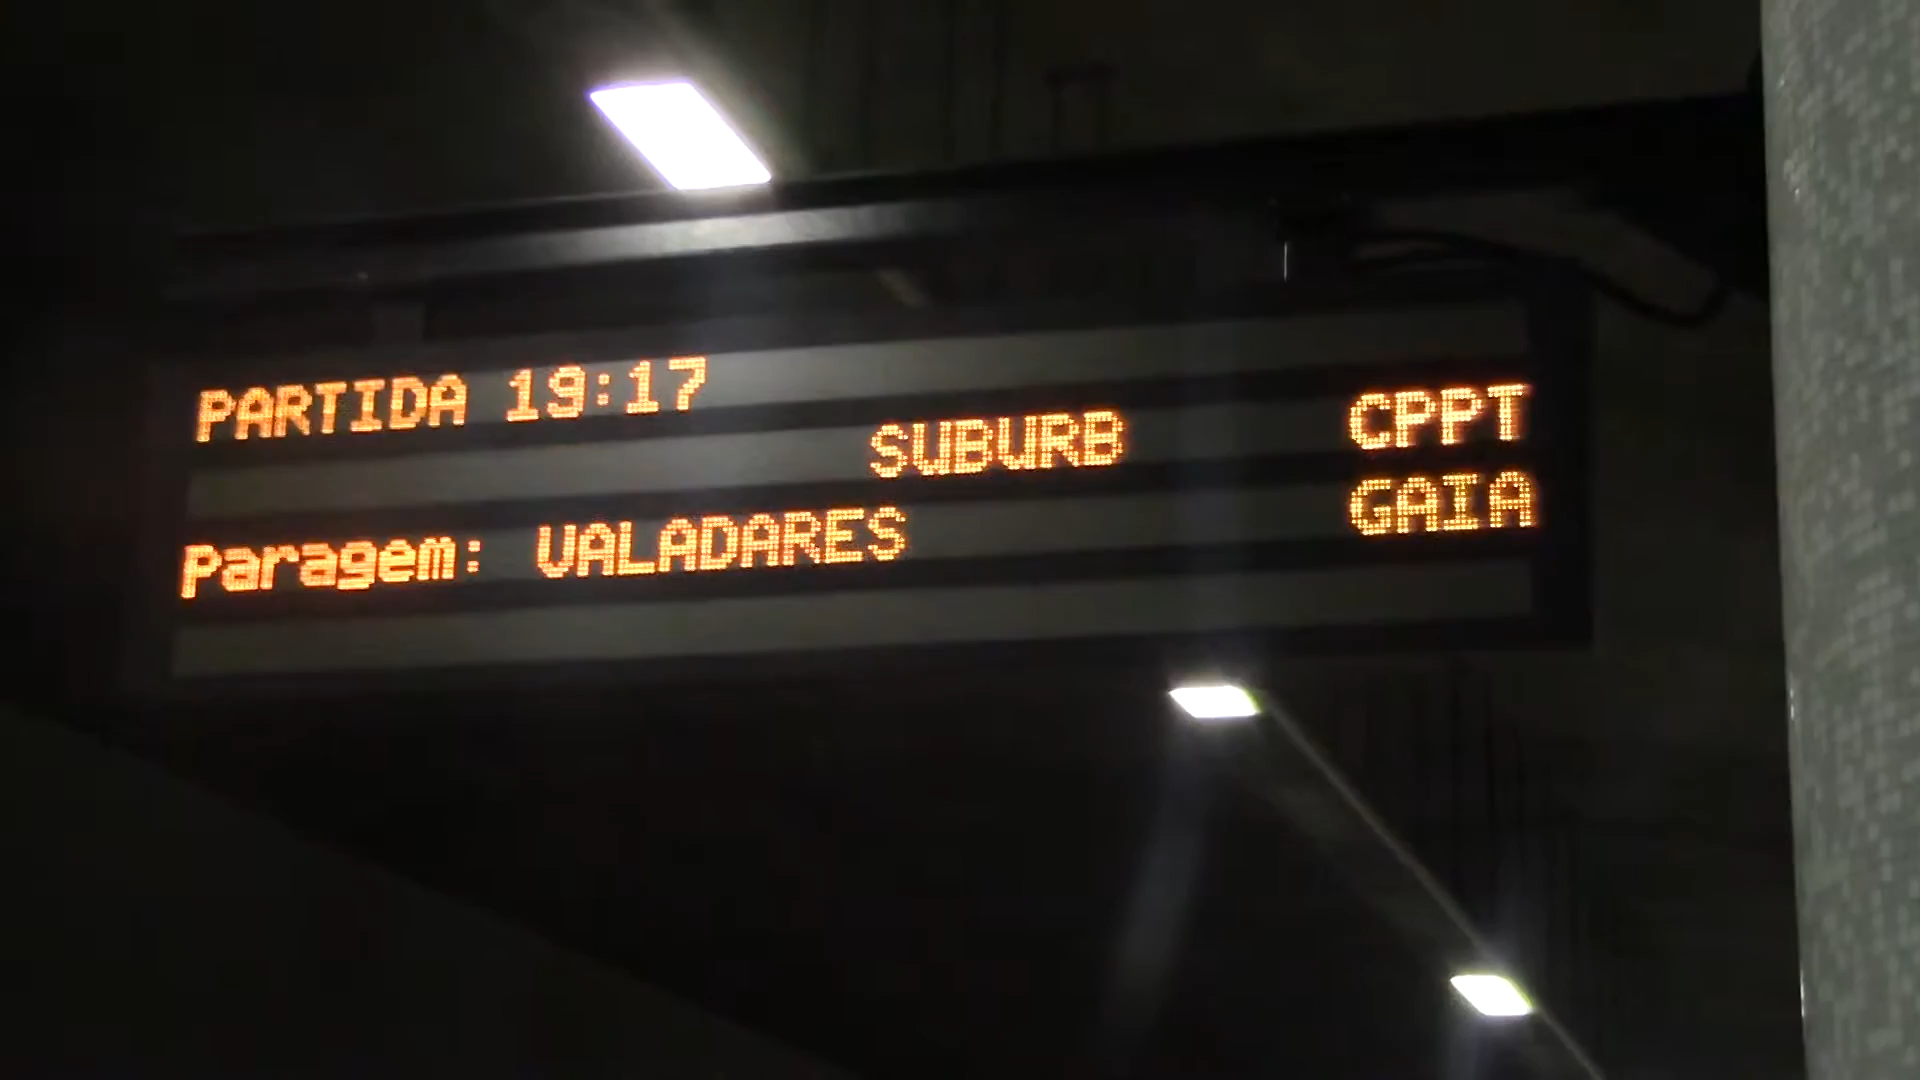 PARTIDA 19:17
SUBURB
CPPT
Paragem: VALADARES
GAIA